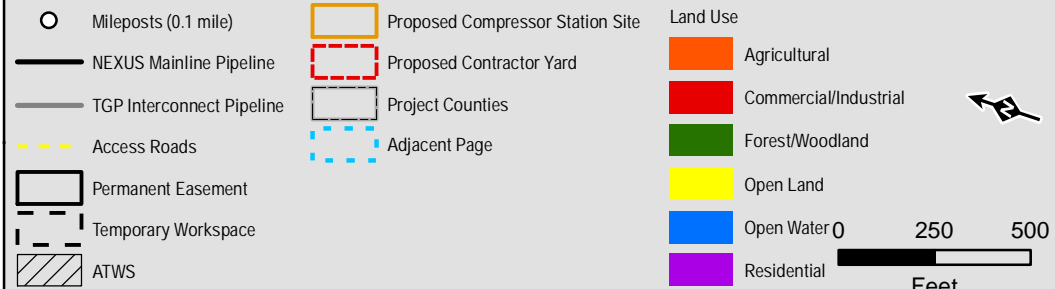 Mileposts (0.1 mile)
NEXUS Mainline Pipeline
TGP Interconnect Pipeline
Access Roads
Permanent Easement
Temporary Workspace
ATWS
Proposed Compressor Station Site
Proposed Contractor Yard
Project Counties
Adjacent Page
Land Use
Agricultural
Commercial/Industrial
Forest/Woodland
Open Land
Open Water
Residential
N
0 250 500
Feet